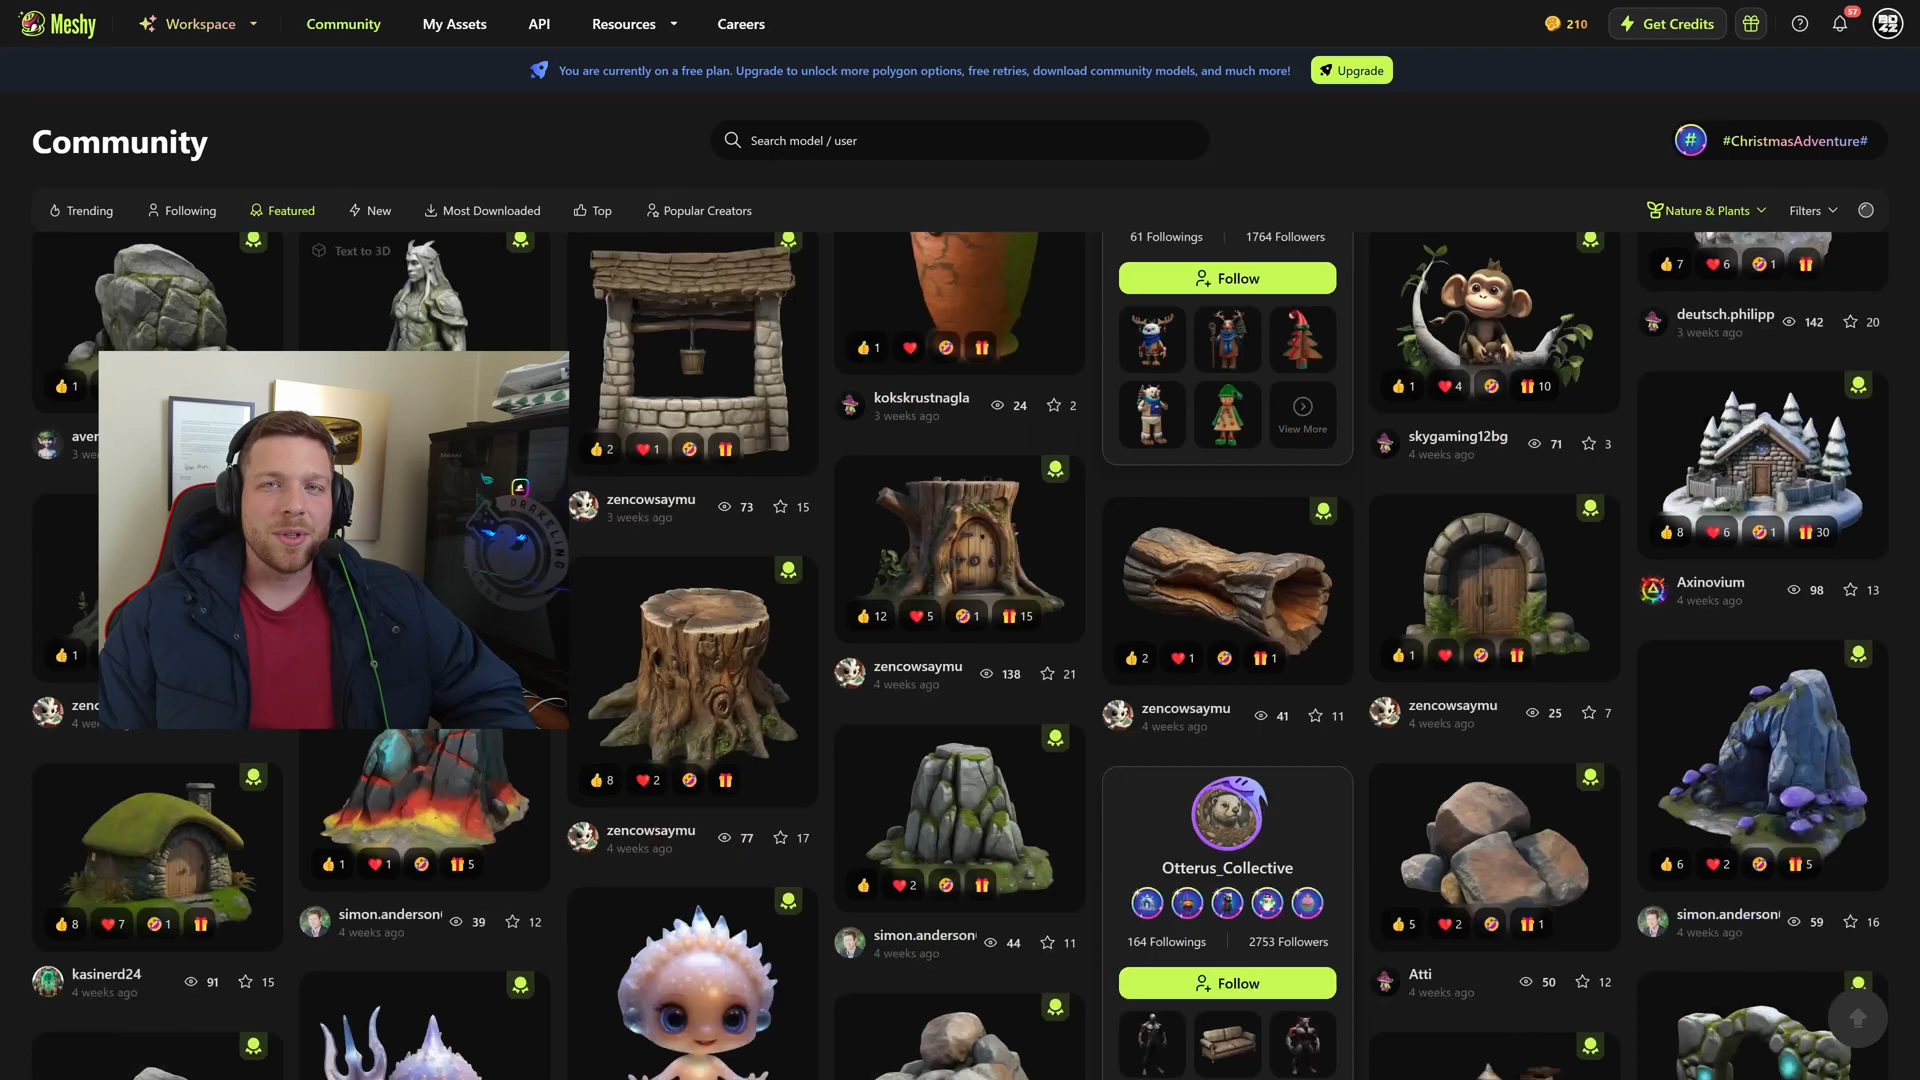 Meshy
Workspace
Community
My Assets
API
Resources
Careers
210
Get Credits
57
You are currently on a free plan. Upgrade to unlock more polygon options, free retries, download community models, and much more!
Upgrade
Community
Search model / user
#ChristmasAdventure#
Trending
Following
Featured
New
Most Downloaded
Top
Popular Creators
Nature & Plants
Filters
1
aver
3 we
1
zenc
4 wee
8
7
1
kasinerd24
4 weeks ago
91
15
Text to 3D
1
1
5
simon.anderson
4 weeks ago
39
12
2
1
zencowsaymu
3 weeks ago
73
15
8
2
zencowsaymu
4 weeks ago
77
17
1
kokskrustnagla
3 weeks ago
24
2
12
5
1
15
zencowsaymu
4 weeks ago
138
21
2
simon.anderson
4 weeks ago
44
11
61 Followings
1764 Followers
Follow
View More
2
1
1
zencowsaymu
4 weeks ago
41
11
Otterus_Collective
164 Followings
2753 Followers
Follow
1
4
10
skygaming12bg
4 weeks ago
71
3
1
zencowsaymu
4 weeks ago
25
7
5
2
1
Atti
4 weeks ago
50
12
7
6
1
deutsch.philipp
3 weeks ago
142
20
8
6
1
30
Axinovium
4 weeks ago
98
13
6
2
5
simon.anderson
4 weeks ago
59
16
DRAKELING